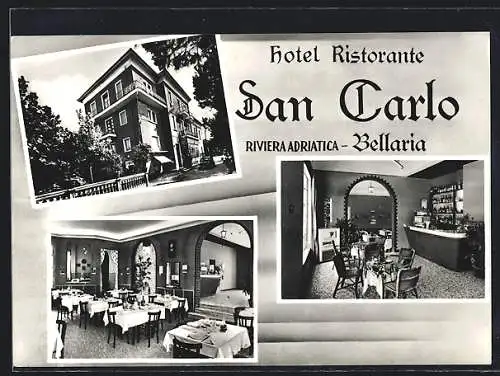 Hotel Ristorante
San Carlo
RIVIERA ADRIATICA - Bellaria